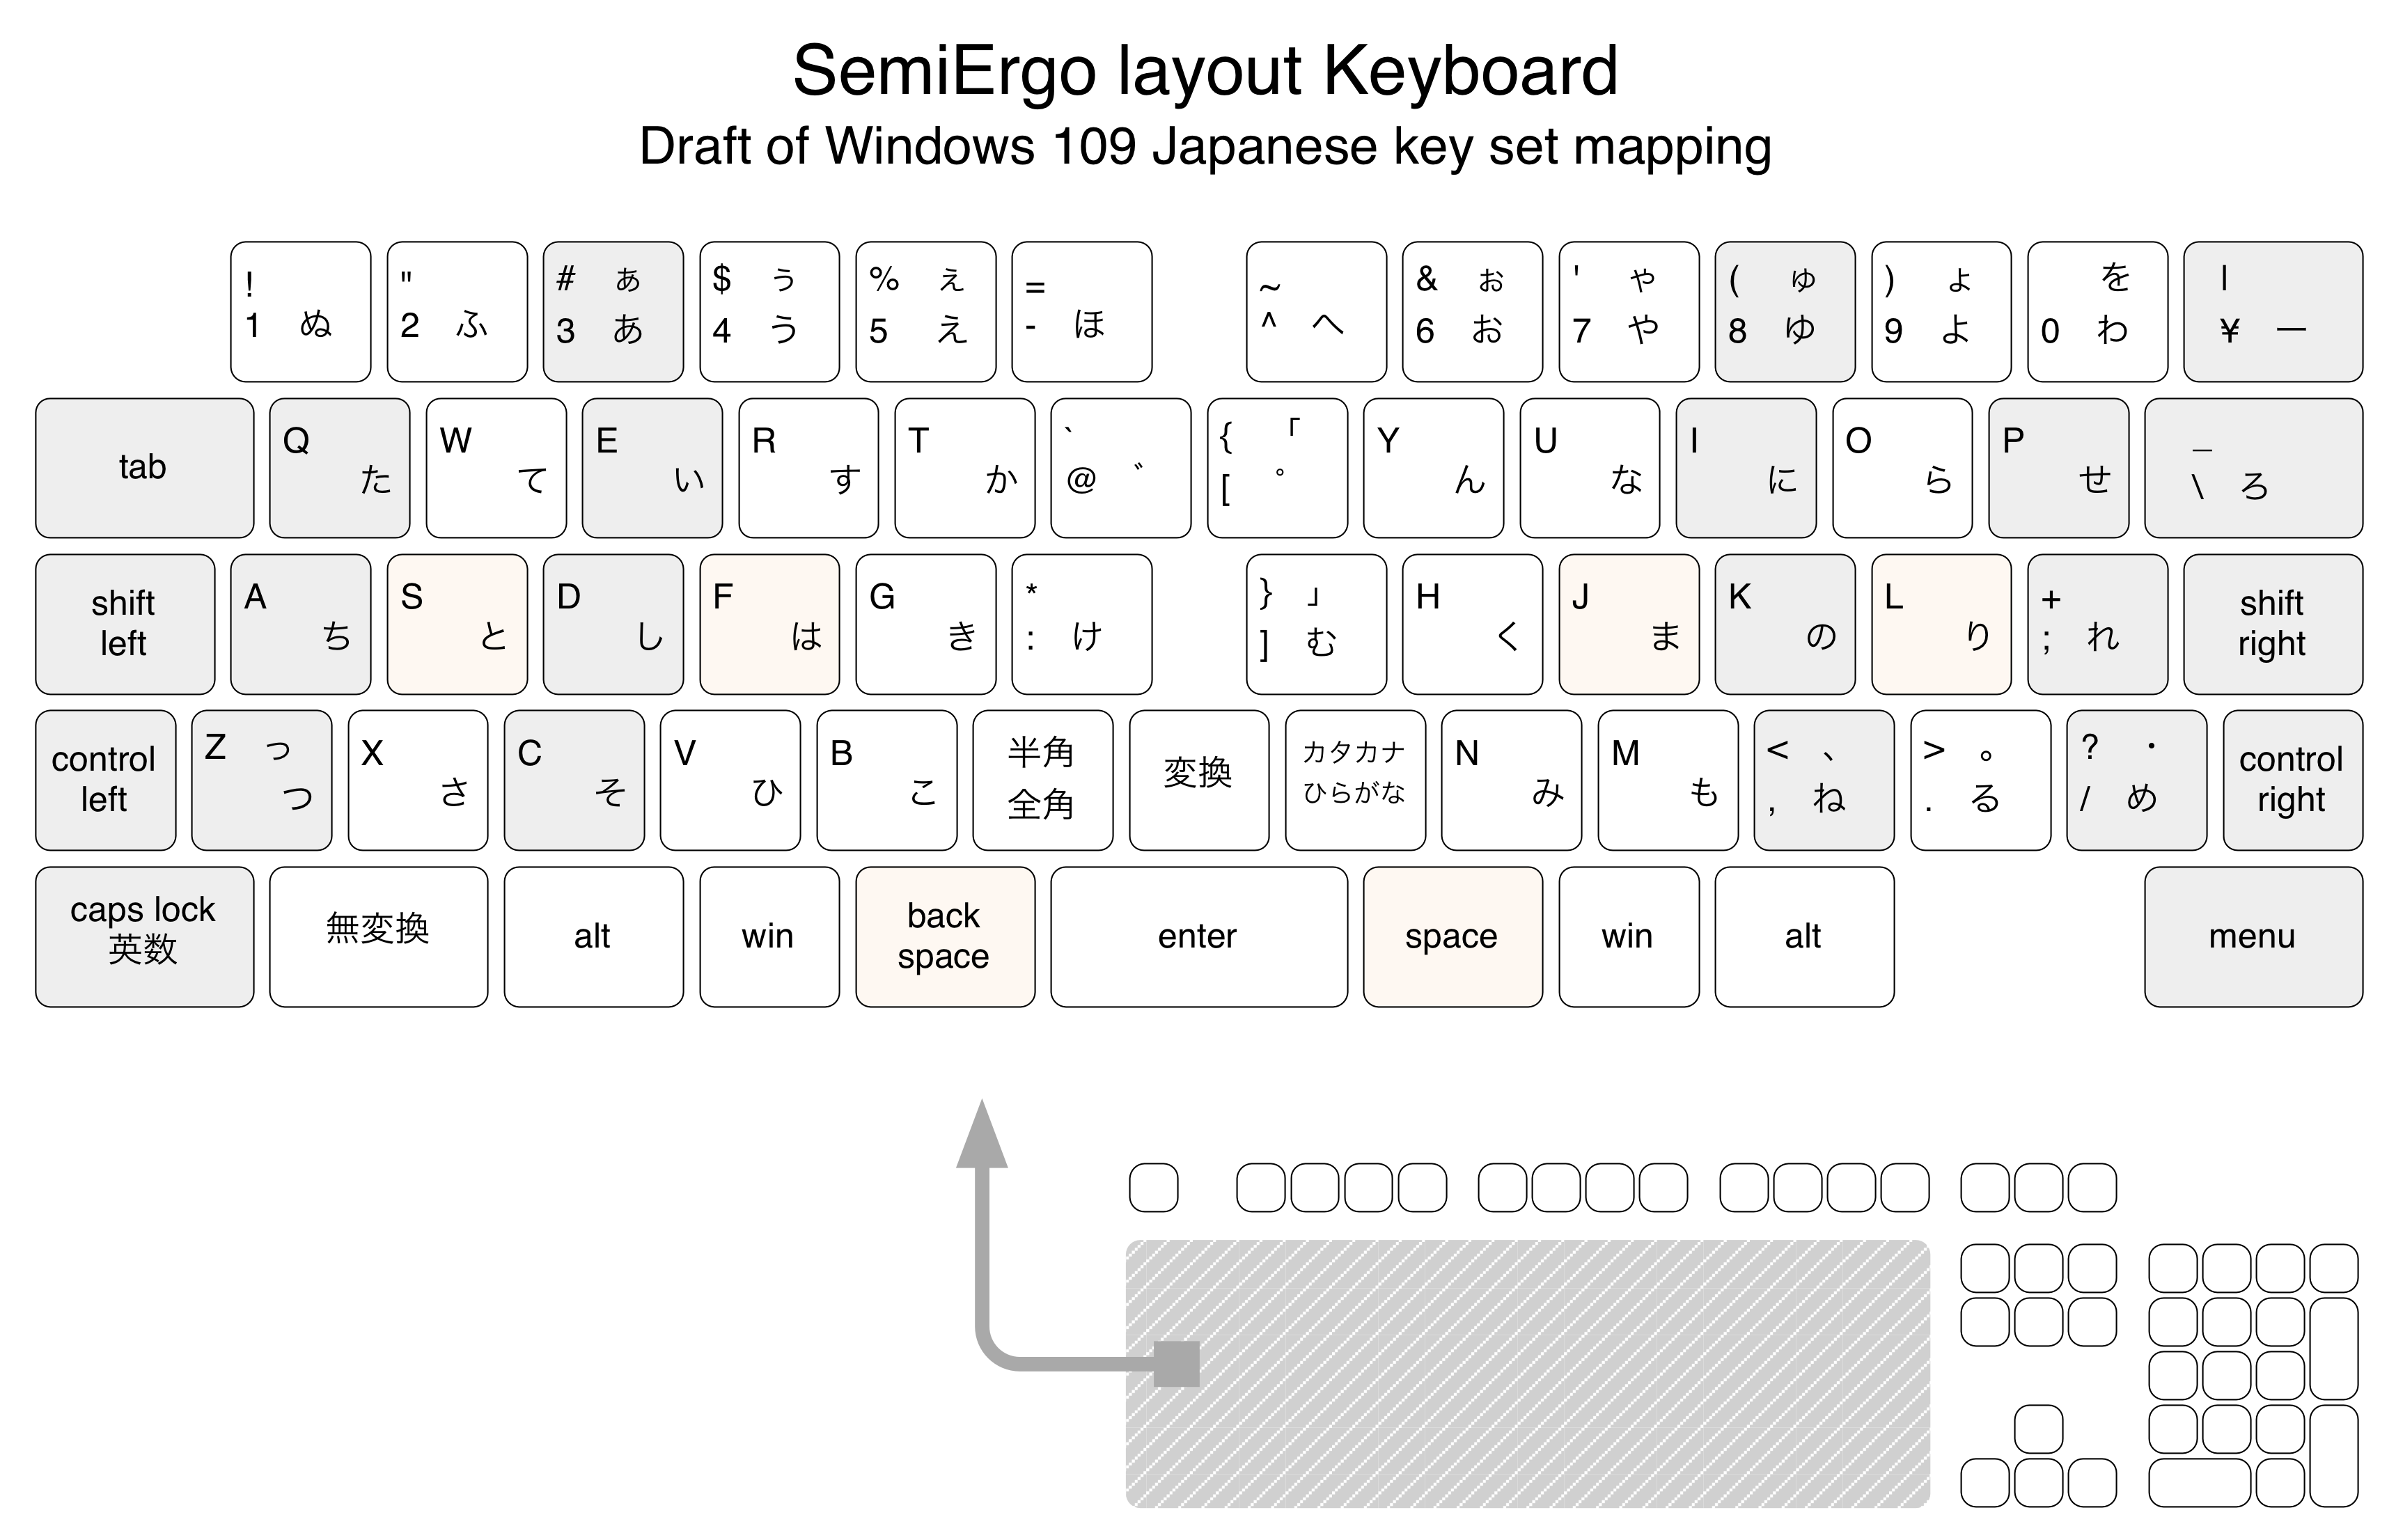 SemiErgo layout Keyboard
Draft of Windows 109 Japanese key set mapping
! " # ぁ $ ぅ % ぇ = ~ & ぉ ' ゃ ( ゅ ) ょ を |
1 ぬ 2 ふ 3 あ 4 う 5 え - ほ ^ へ 6 お 7 や 8 ゆ 9 よ 0 わ ¥ ー
tab Q た W て E い R す T か ` { 「 Y ん U な I に O ら P せ _
@ ゛ [ ゜ \ ろ
shift A ち S と D し F は G き * } 」 H く J ま K の L り + shift
left : け ] む ; れ right
control Z っ X さ C そ V ひ B こ 半角 変換 カタカナ N み M も < 、 > 。 ? ・ control
left つ 全角 ひらがな , ね . る / め right
caps lock 無変換 alt win back enter space win alt menu
英数 space